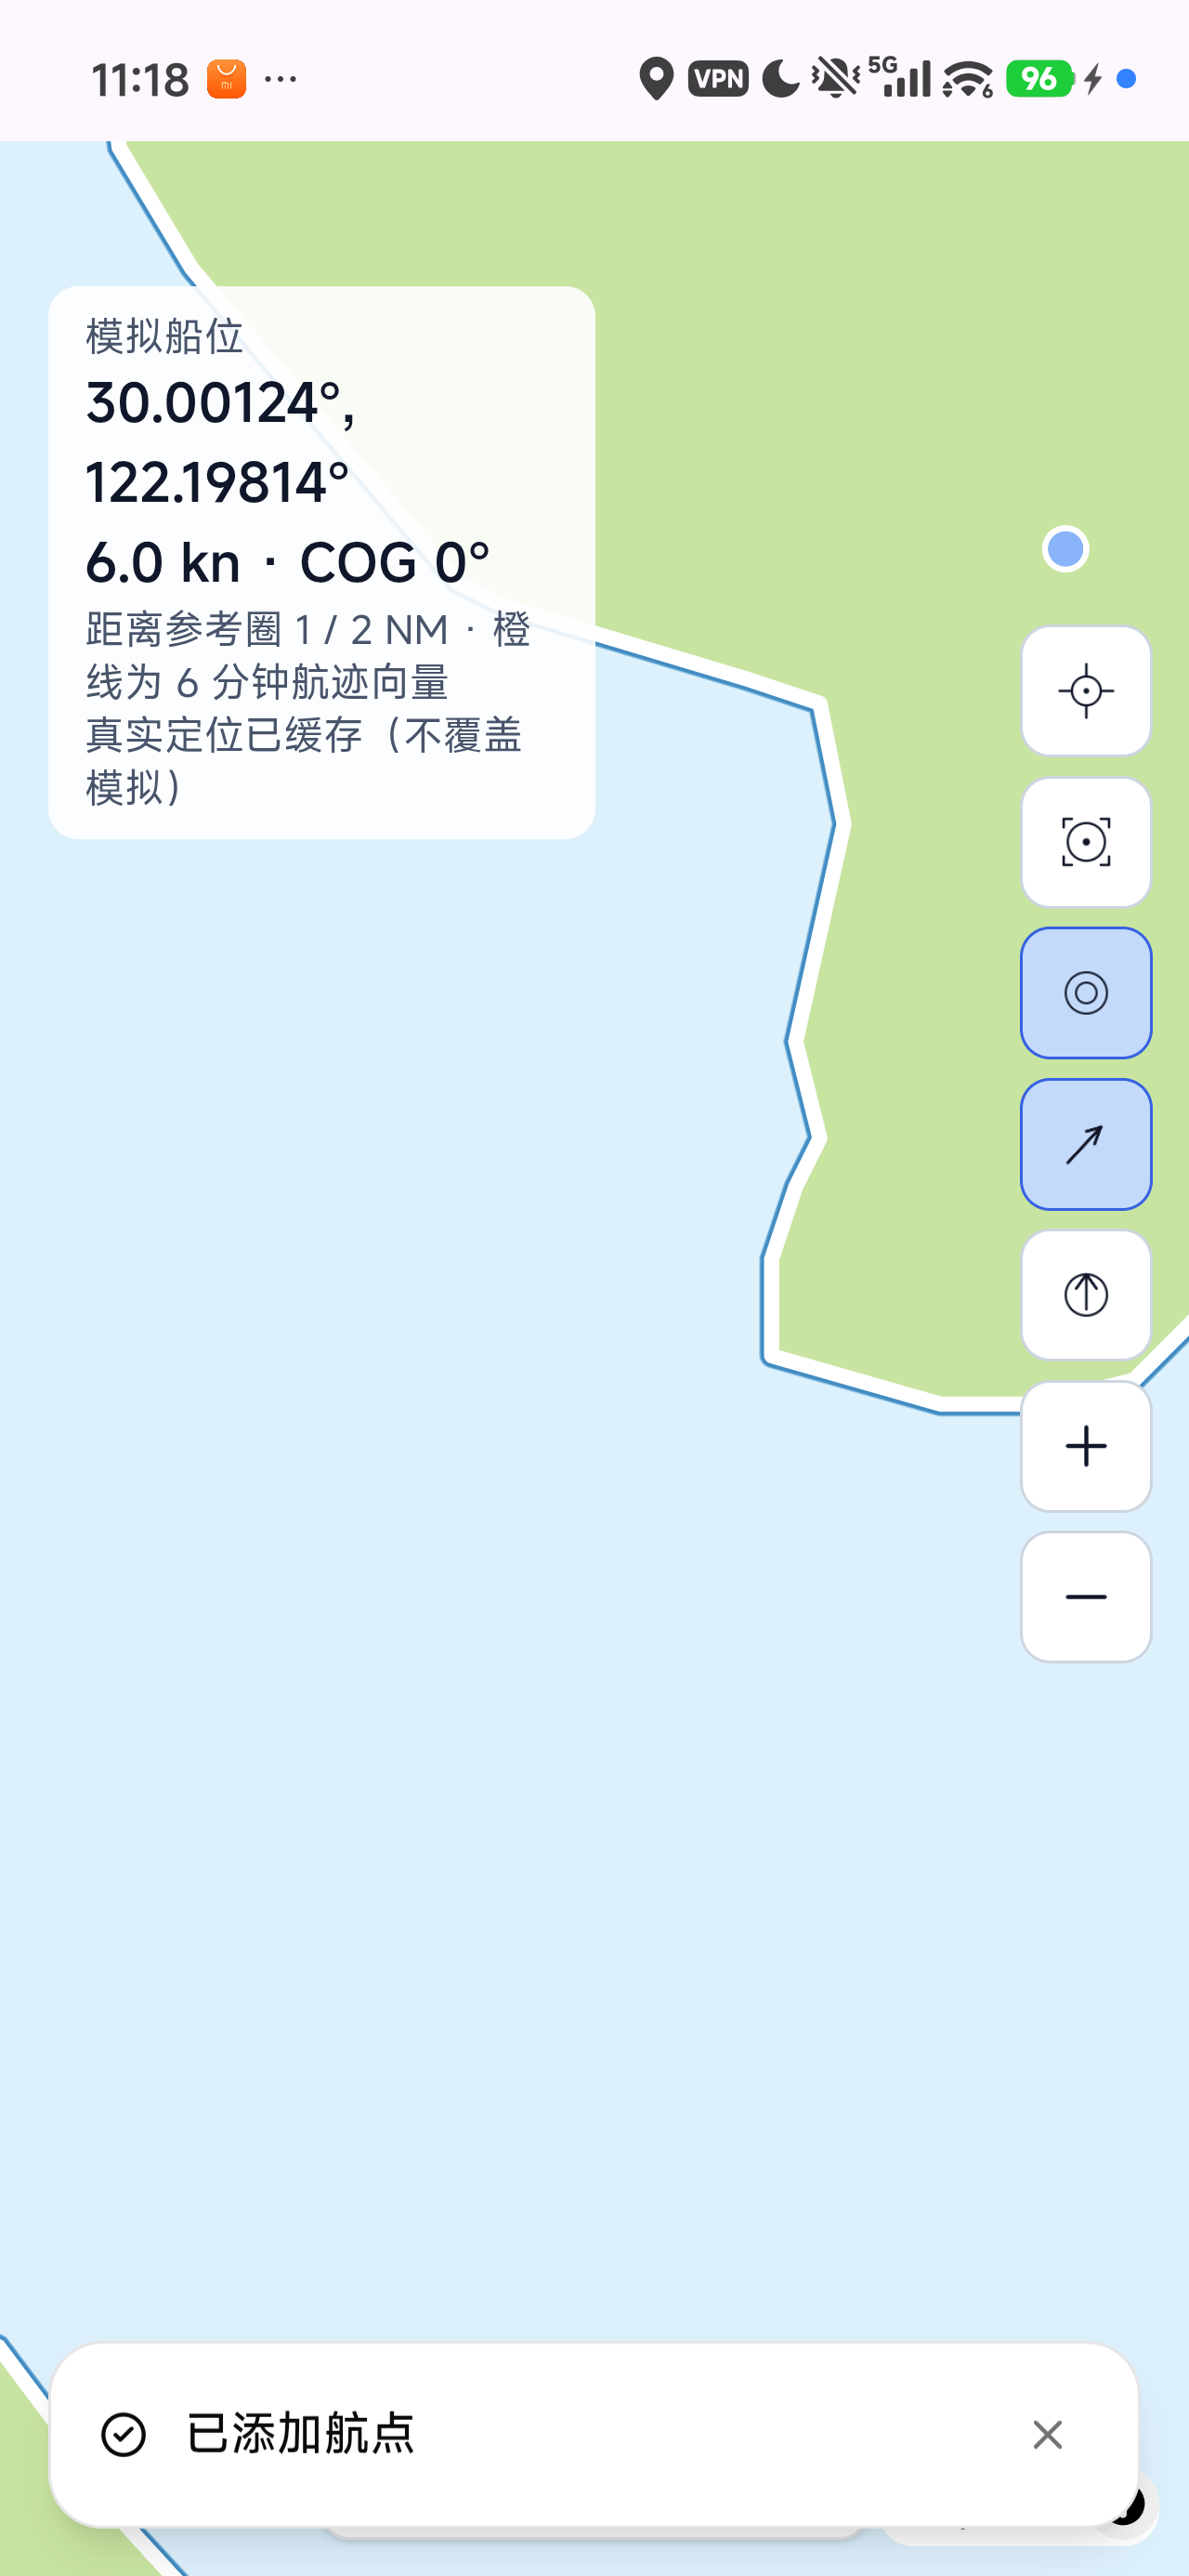 11:18
mi
VPN
5G
6
96
模拟船位
30.00124°,
122.19814°
6.0 kn · COG 0°
距离参考圈 1 / 2 NM · 橙
线为 6 分钟航迹向量
真实定位已缓存（不覆盖
模拟）
已添加航点